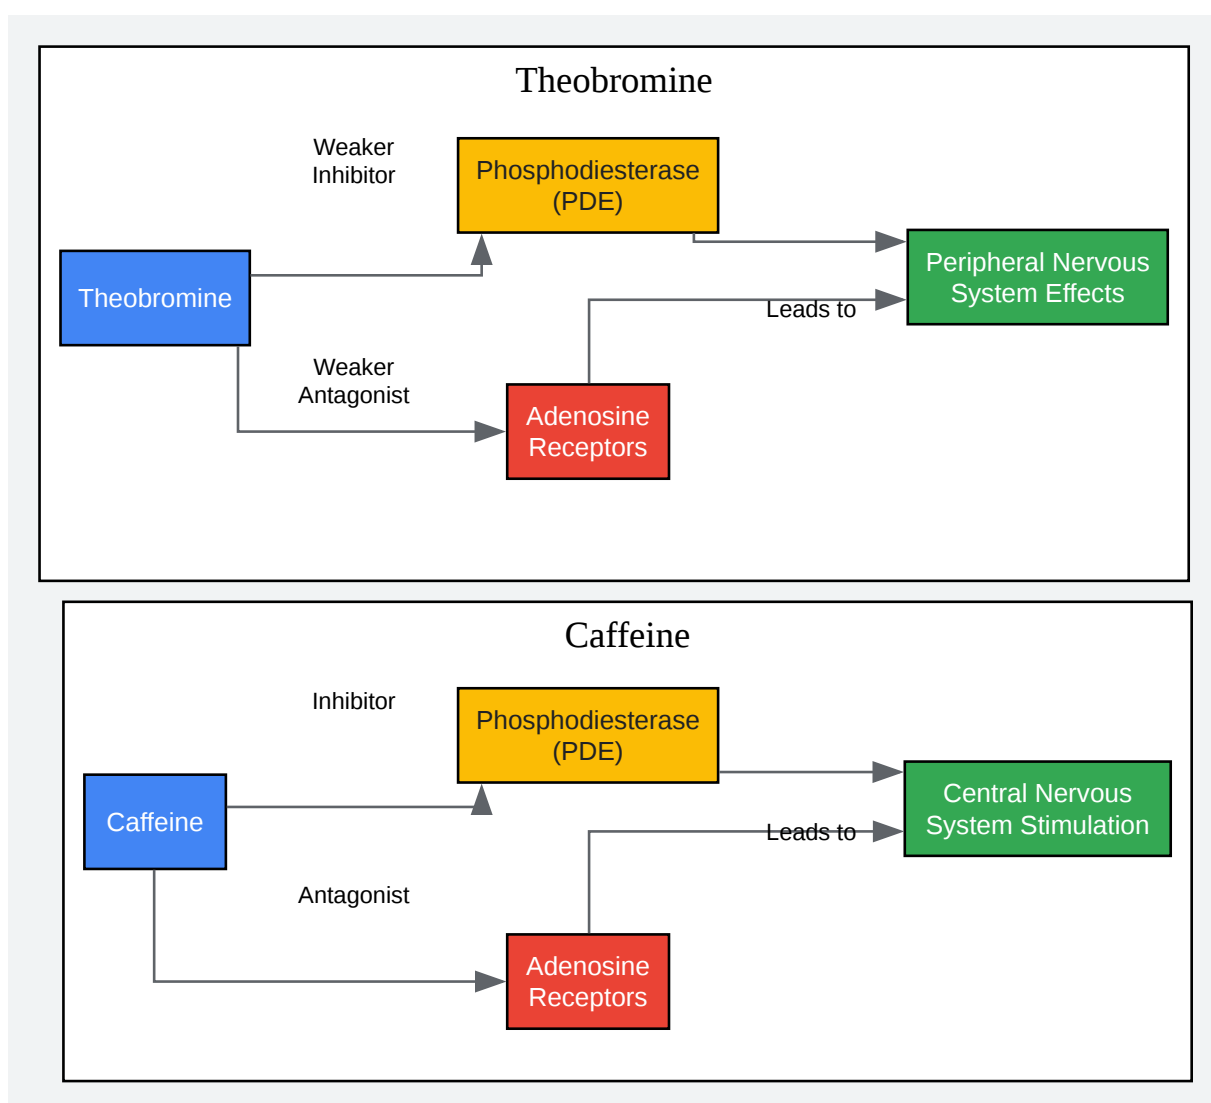 Theobromine
Weaker
Inhibitor
Phosphodiesterase
(PDE)
Peripheral Nervous
System Effects
Theobromine
Leads to
Weaker
Antagonist
Adenosine
Receptors
Caffeine
Inhibitor
Phosphodiesterase
(PDE)
Central Nervous
System Stimulation
Caffeine
Leads to
Antagonist
Adenosine
Receptors